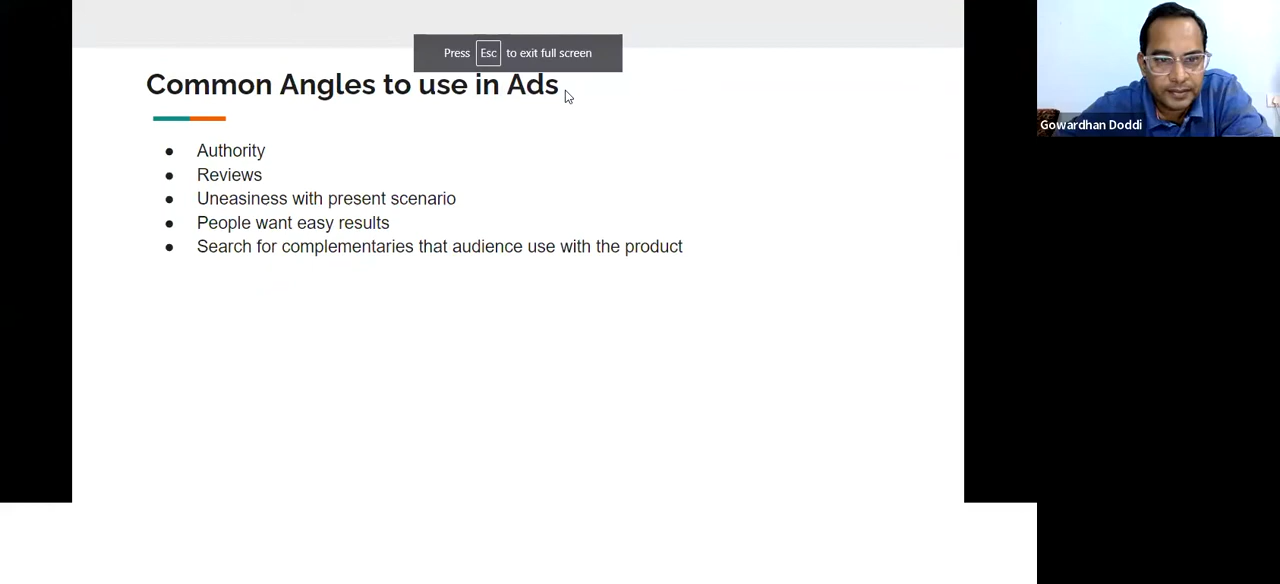 Press Esc to exit full screen
Common Angles to use in Ads
● Authority
● Reviews
● Uneasiness with present scenario
● People want easy results
● Search for complementaries that audience use with the product
Gowardhan Doddi